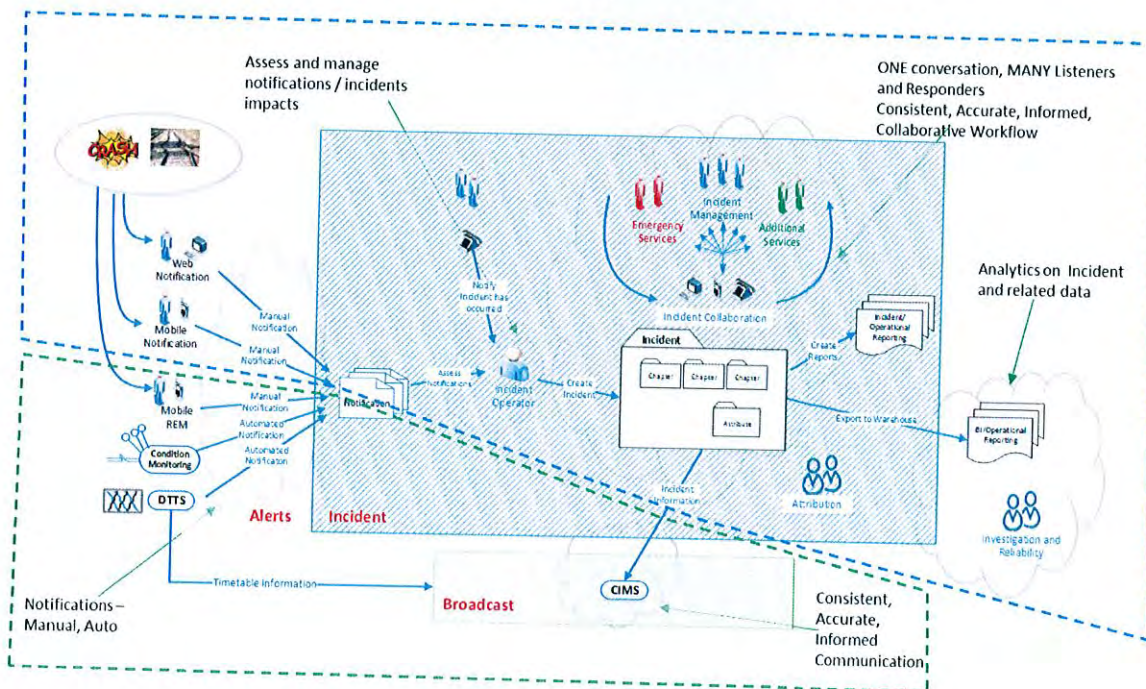 Assess and manage
notifications / incidents
impacts
ONE conversation, MANY Listeners
and Responders
Consistent, Accurate, Informed,
Collaborative Workflow
CRASH
Emergency
Services
Incident
Management
Additional
Services
Web
Notification
Manual
Notification
Notify
Incident has
occurred
Incident Collaboration
Analytics on Incident
and related data
Mobile
Notification
Manual
Notification
Incident
Chapter
Chapter
Chapter
Attribute
Create
Reports/
Incident/
Operational
Reporting
Mobile
REM
Manual
Notification
Notification
Assess
Notifications
Incident
Operator
Create
Incident
Export to Warehouse
BI/Operational
Reporting
Condition
Monitoring
Automated
Notification
Automated
Notification
DTTS
Alerts
Incident
Incident
Information
Attribution
Investigation and
Reliability
Timetable Information
Broadcast
CIMS
Notifications –
Manual, Auto
Consistent,
Accurate,
Informed
Communication